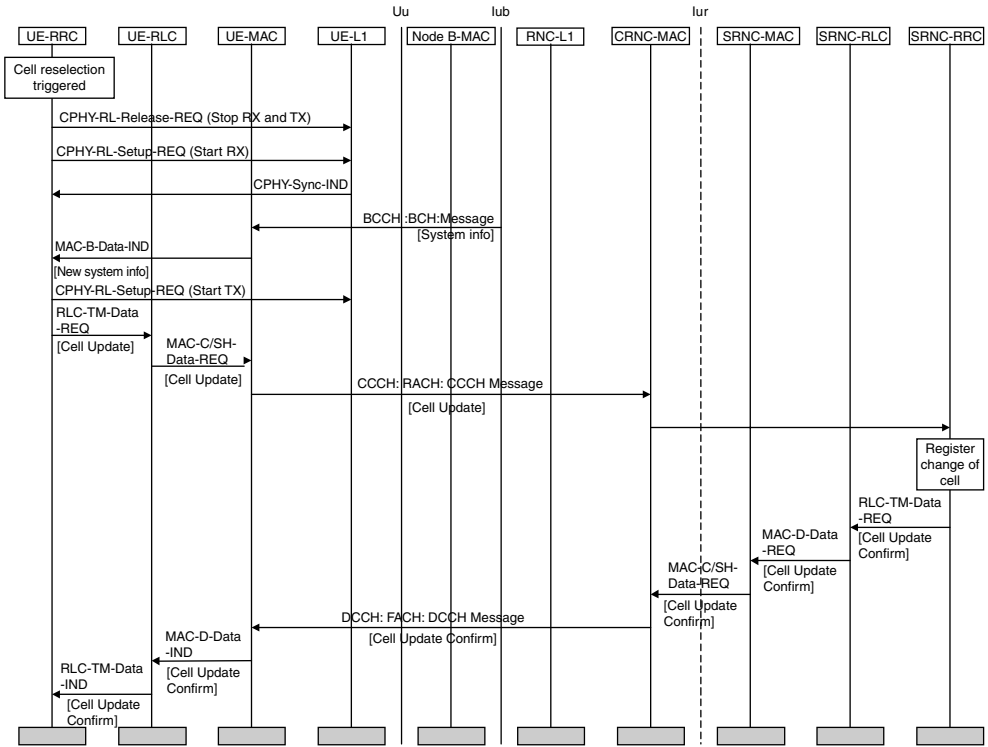 Uu
Iub
Iur
UE-RRC
UE-RLC
UE-MAC
UE-L1
Node B-MAC
RNC-L1
CRNC-MAC
SRNC-MAC
SRNC-RLC
SRNC-RRC
Cell reselection
triggered
CPHY-RL-Release-REQ (Stop RX and TX)
CPHY-RL-Setup-REQ (Start RX)
CPHY-Sync-IND
BCCH :BCH:Message
[System info]
MAC-B-Data-IND
[New system info]
CPHY-RL-Setup-REQ (Start TX)
RLC-TM-Data
-REQ
[Cell Update]
MAC-C/SH-
Data-REQ
[Cell Update]
CCCH: RACH: CCCH Message
[Cell Update]
Register
change of
cell
RLC-TM-Data
-REQ
[Cell Update
Confirm]
MAC-D-Data
-REQ
[Cell Update
Confirm]
MAC-C/SH-
Data-REQ
[Cell Update
Confirm]
DCCH: FACH: DCCH Message
[Cell Update Confirm]
MAC-D-Data
-IND
[Cell Update
Confirm]
RLC-TM-Data
-IND
[Cell Update
Confirm]